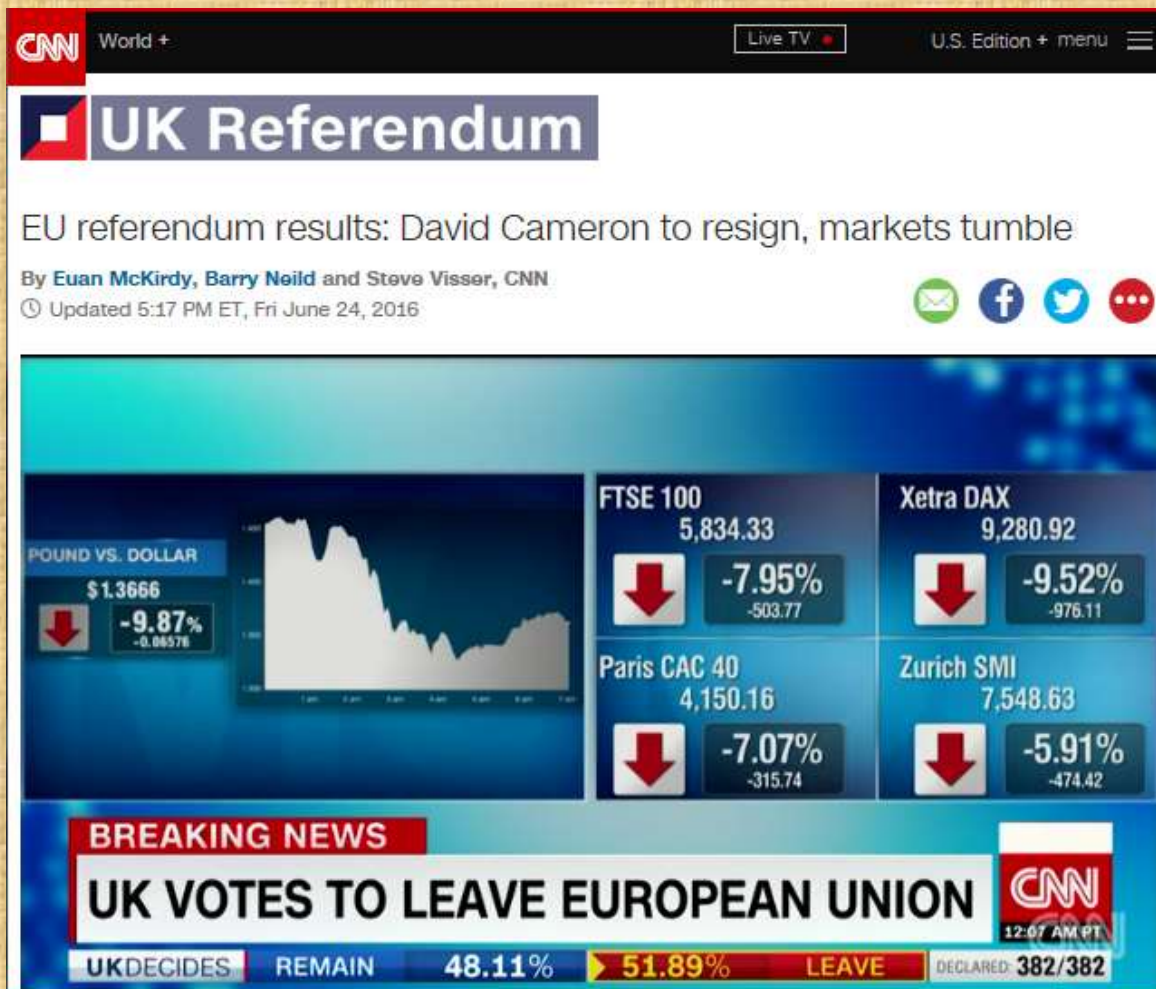 CNN World + Live TV U.S. Edition + menu
UK Referendum
EU referendum results: David Cameron to resign, markets tumble
By Euan McKirdy, Barry Neild and Steve Visser, CNN
Updated 5:17 PM ET, Fri June 24, 2016
POUND VS. DOLLAR
$1.3666
-9.87%
-0.06576
FTSE 100
5,834.33
-7.95%
-503.77
Xetra DAX
9,280.92
-9.52%
-976.11
Paris CAC 40
4,150.16
-7.07%
-315.74
Zurich SMI
7,548.63
-5.91%
-474.42
BREAKING NEWS
UK VOTES TO LEAVE EUROPEAN UNION
CNN
12:07 AM PT
CNN
UKDECIDES REMAIN 48.11% 51.89% LEAVE DECLARED: 382/382